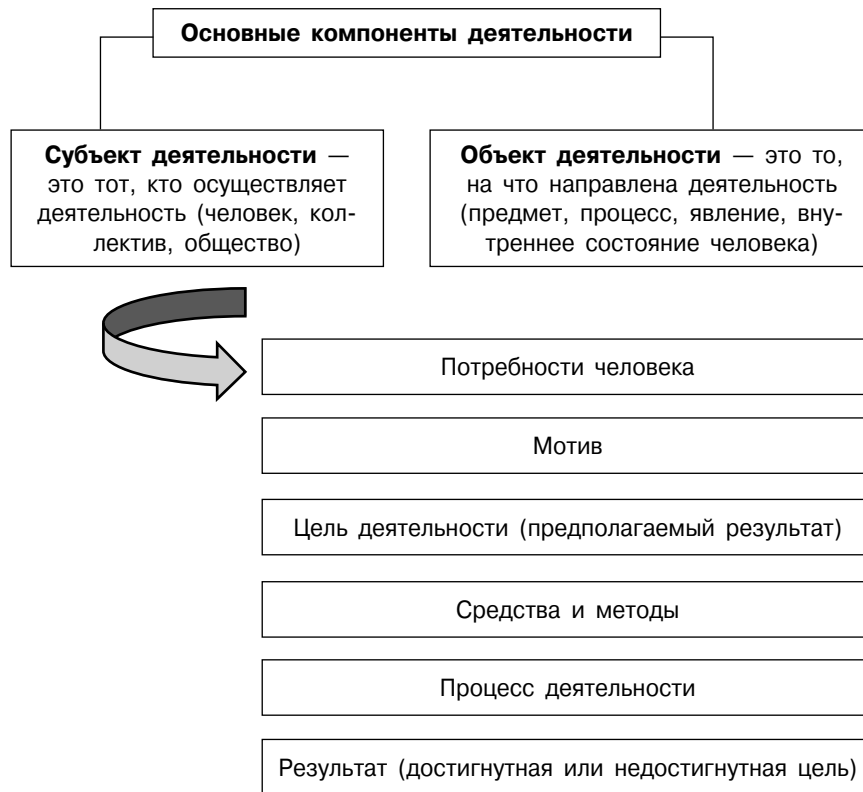 Основные компоненты деятельности
Субъект деятельности —
это тот, кто осуществляет
деятельность (человек, кол-
лектив, общество)
Объект деятельности — это то,
на что направлена деятельность
(предмет, процесс, явление, вну-
треннее состояние человека)
Потребности человека
Мотив
Цель деятельности (предполагаемый результат)
Средства и методы
Процесс деятельности
Результат (достигнутная или недостигнутная цель)